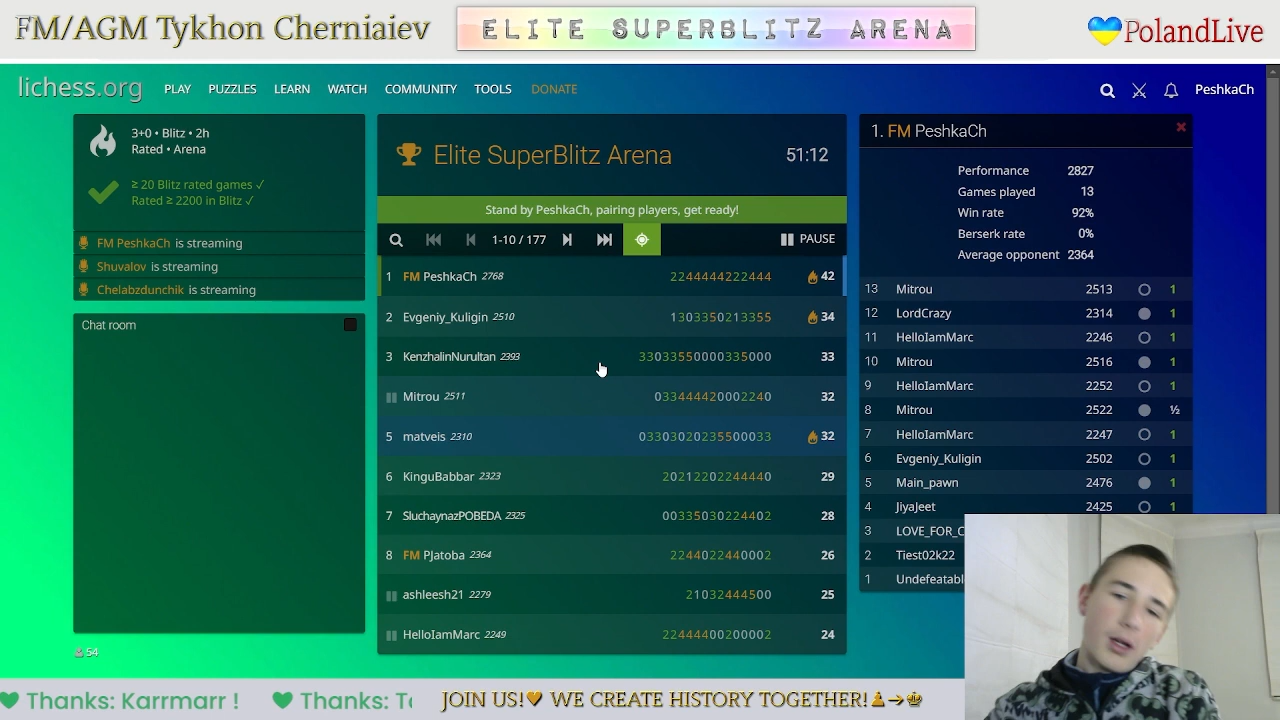 FM/AGM Tykhon Cherniaiev
ELITE SUPERBLITZ ARENA
PolandLive
lichess.org PLAY PUZZLES LEARN WATCH COMMUNITY TOOLS DONATE PeshkaCh
3+0 • Blitz • 2h
Rated • Arena
≥ 20 Blitz rated games ✓
Rated ≥ 2200 in Blitz ✓
FM PeshkaCh is streaming
Shuvalov is streaming
Chelabzdunchik is streaming
Chat room
54
Elite SuperBlitz Arena 51:12
Stand by PeshkaCh, pairing players, get ready!
1-10 / 177 PAUSE
1 FM PeshkaCh 2768 2244444222444 42
2 Evgeniy_Kuligin 2510 1303350213355 34
3 KenzhalinNurultan 2393 33033550000335000 33
Mitrou 2511 033444420002240 32
5 matveis 2310 03303020235500033 32
6 KinguBabbar 2323 20212202244440 29
7 SluchaynazPOBEDA 2325 00335030224402 28
8 FM PJatoba 2364 2244022440002 26
ashleesh21 2279 21032444500 25
HelloIamMarc 2249 22444400200002 24
1. FM PeshkaCh
Performance 2827
Games played 13
Win rate 92%
Berserk rate 0%
Average opponent 2364
13 Mitrou 2513 1
12 LordCrazy 2314 1
11 HelloIamMarc 2246 1
10 Mitrou 2516 1
9 HelloIamMarc 2252 1
8 Mitrou 2522 ½
7 HelloIamMarc 2247 1
6 Evgeniy_Kuligin 2502 1
5 Main_pawn 2476 1
4 JiyaJeet 2425 1
3 LOVE_FOR_C
2 Tiest02k22
1 Undefeatabl
Thanks: Karrmarr ! Thanks: To
JOIN US!♥ WE CREATE HISTORY TOGETHER!♟→♚